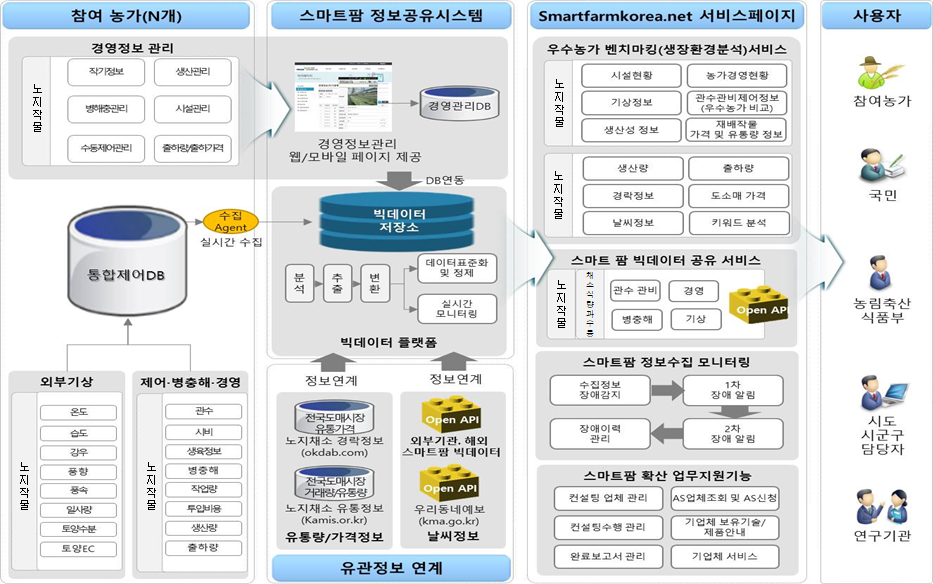 참여 농가(N개)
경영정보 관리
노지작물
작기정보
생산관리
병해충관리
시설관리
수동제어관리
출하량/출하가격
통합제어DB
수집
Agent
실시간 수집
외부기상
노지작물
온도
습도
강우
풍향
풍속
일사량
토양수분
토양EC
제어·병충해·경영
노지작물
관수
시비
생육정보
병충해
작업량
투입비용
생산량
출하량
스마트팜 정보공유시스템
경영관리DB
경영정보관리
웹/모바일 페이지 제공
DB연동
빅데이터
저장소
분석
추출
변환
데이터표준화
및 정제
실시간
모니터링
빅데이터 플랫폼
정보연계
정보연계
전국도매시장
유통가격
노지채소 경락정보
(okdab.com)
전국도매시장
거래량/유통량
노지채소 유통정보
(Kamis.or.kr)
유통량/가격정보
Open API
외부기관, 해외
스마트팜 빅데이터
Open API
우리동네예보
(kma.go.kr)
날씨정보
유관정보 연계
Smartfarmkorea.net 서비스페이지
우수농가 벤치마킹(생장환경분석)서비스
노지작물
시설현황
농가경영현황
기상정보
관수관비제어정보
(우수농가 비교)
생산성 정보
재배작물
가격 및 유통량 정보
노지작물
생산량
출하량
경락정보
도소매 가격
날씨정보
키워드 분석
스마트 팜 빅데이터 공유 서비스
노지작물
관수 관비
경영
병충해
기상
Open API
스마트팜 정보수집 모니터링
수집정보
장애감지
1차
장애 알림
장애이력
관리
2차
장애 알림
스마트팜 확산 업무지원기능
컨설팅 업체 관리
AS업체조회 및 AS신청
컨설팅수행 관리
기업체 보유기술/
제품안내
완료보고서 관리
기업체 서비스
사용자
참여농가
국민
농림축산
식품부
시도
시군구
담당자
연구기관